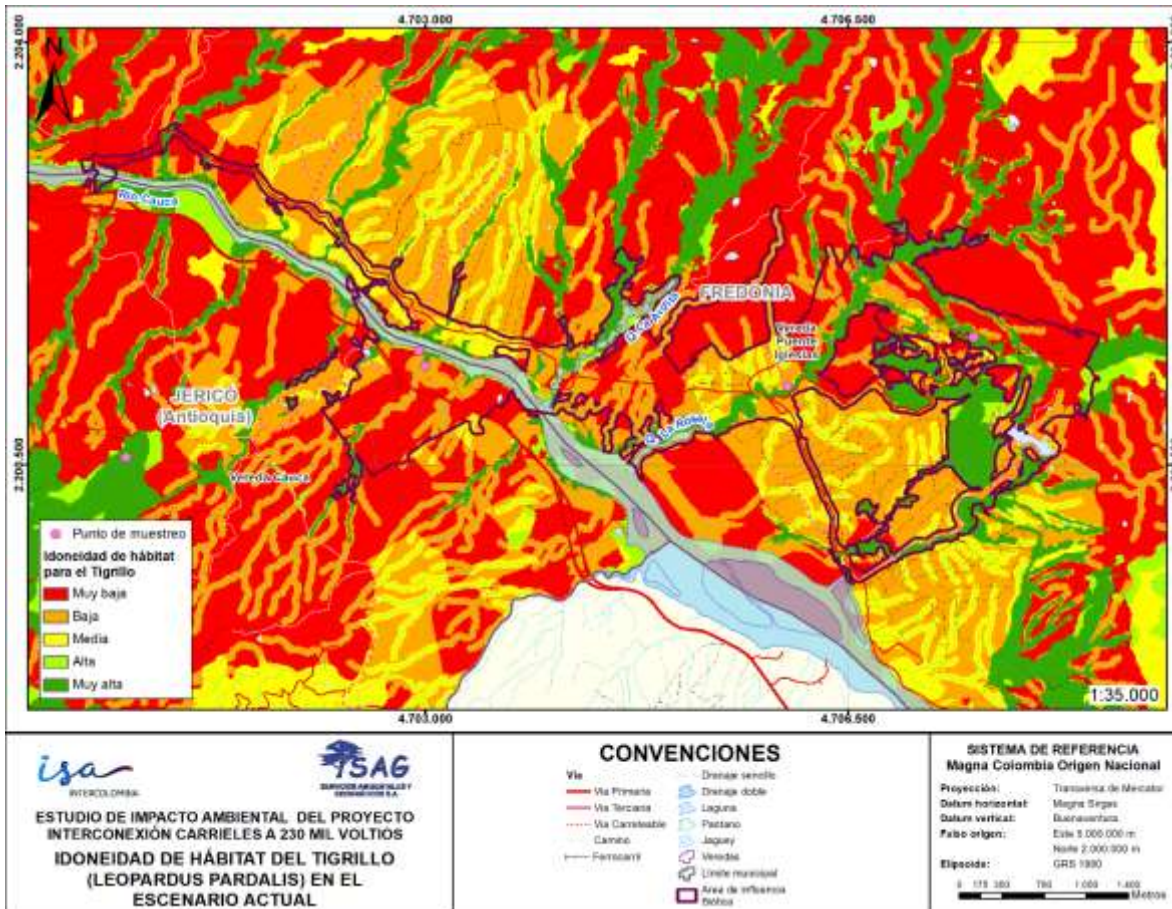 4.703.000
4.706.500
2.204.000
N
Río Cauca
FREDONIA
Q. La Arcilla
Vereda
Puente
Iglesias
JERICÓ
(Antioquia)
Vereda Cauca
2.200.500
Punto de muestreo
Idoneidad de hábitat
para el Tigrillo
Muy baja
Baja
Media
Alta
Muy alta
1:35.000
4.703.000
4.706.500
isa
INTERCOLOMBIA
ESTUDIO DE IMPACTO AMBIENTAL DEL PROYECTO
INTERCONEXIÓN CARRIELES A 230 MIL VOLTIOS
IDONEIDAD DE HÁBITAT DEL TIGRILLO
(LEOPARDUS PARDALIS) EN EL
ESCENARIO ACTUAL
CONVENCIONES
Vía
Vía Primaria
Vía Terciaria
Vía Carreteable
Camino
Ferrocarril
Drenaje sencillo
Drenaje doble
Laguna
Pantano
Jaguey
Veredas
Límite municipal
Área de influencia
Biótica
SISTEMA DE REFERENCIA
Magna Colombia Origen Nacional
Proyección: Transversa de Mercator
Datum horizontal: Magna Sirgas
Datum vertical: Buenaventura
Falso origen: Este 5.000.000 m
Norte 2.000.000 m
Elipsoide: GRS 1980
Metros